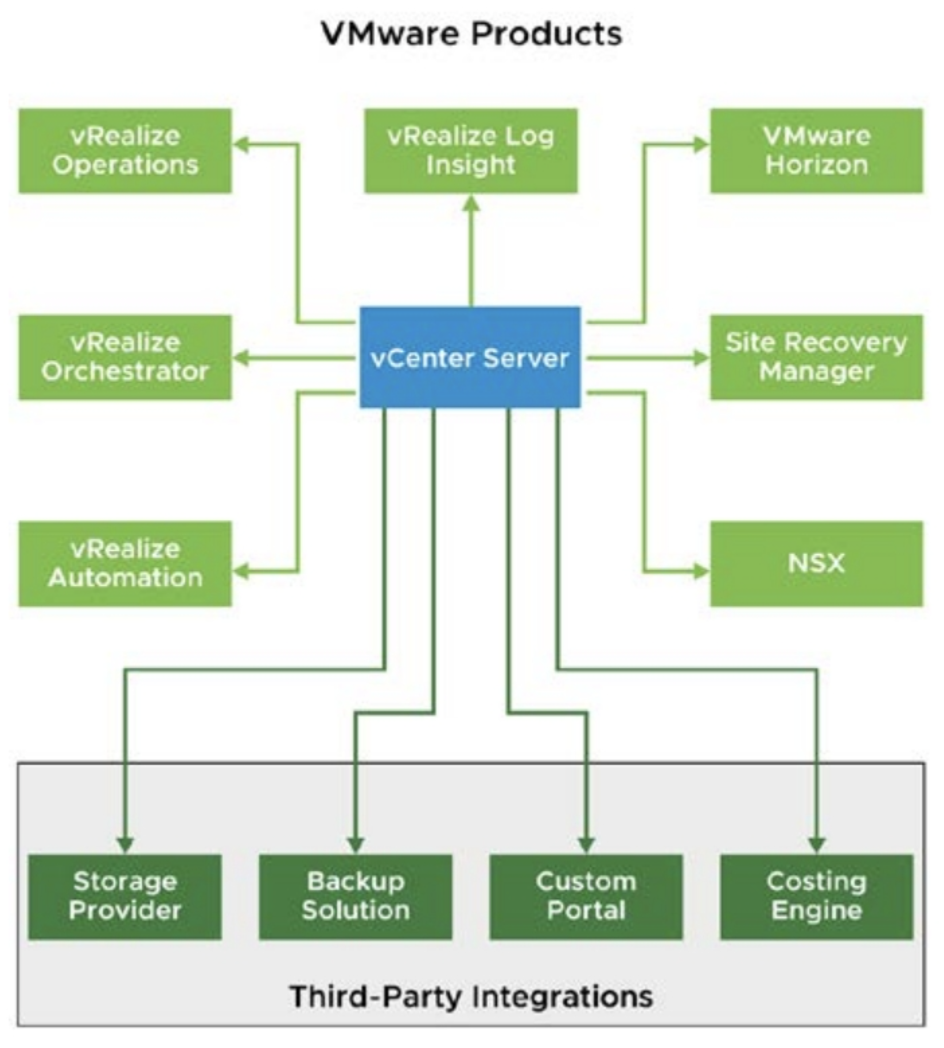 VMware Products
vRealize
Operations
vRealize Log
Insight
VMware
Horizon
vRealize
Orchestrator
vCenter Server
Site Recovery
Manager
vRealize
Automation
NSX
Storage
Provider
Backup
Solution
Custom
Portal
Costing
Engine
Third-Party Integrations